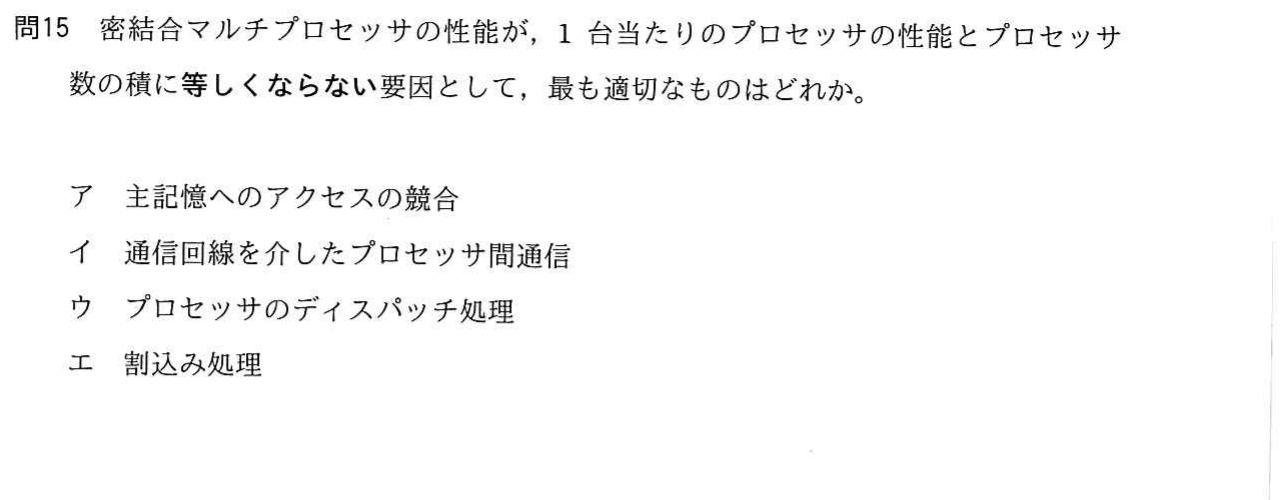 問15 密結合マルチプロセッサの性能が，1 台当たりのプロセッサの性能とプロセッサ
数の積に等しくならない要因として，最も適切なものはどれか。
ア 主記憶へのアクセスの競合
イ 通信回線を介したプロセッサ間通信
ウ プロセッサのディスパッチ処理
エ 割込み処理